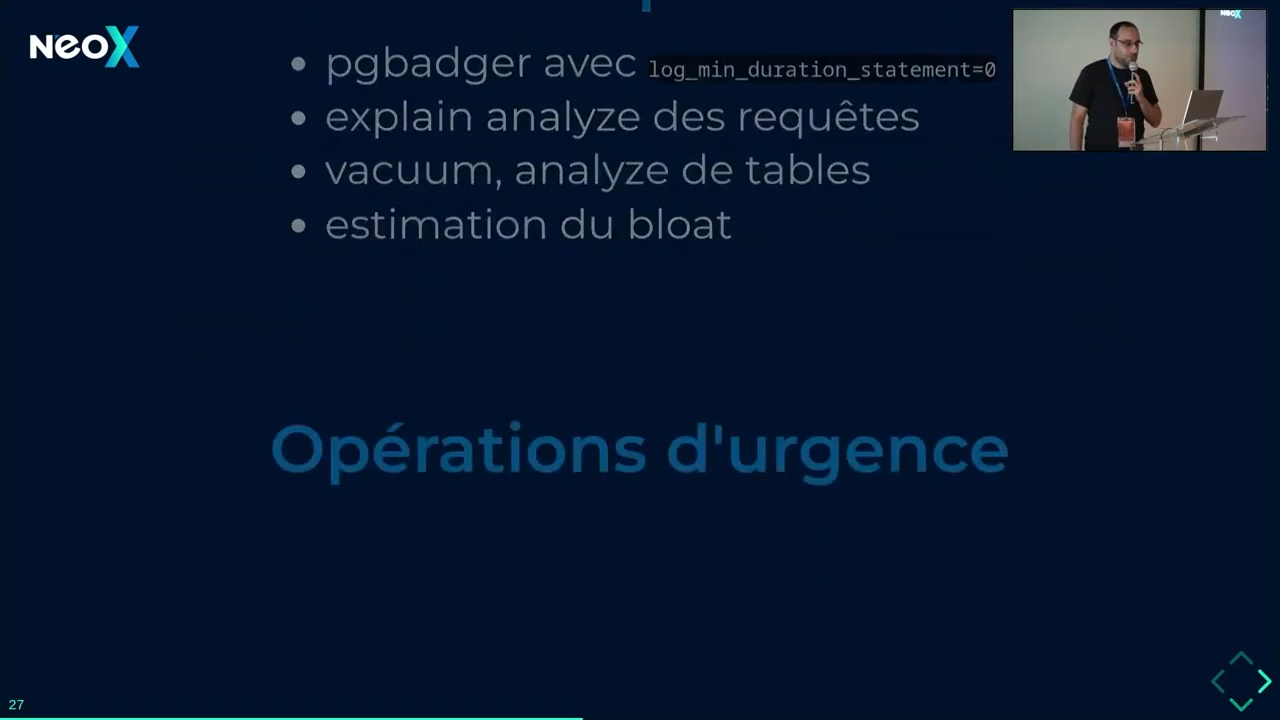 NEOX
pgbadger avec log_min_duration_statement=0
explain analyze des requêtes
vacuum, analyze de tables
estimation du bloat
Opérations d'urgence
27